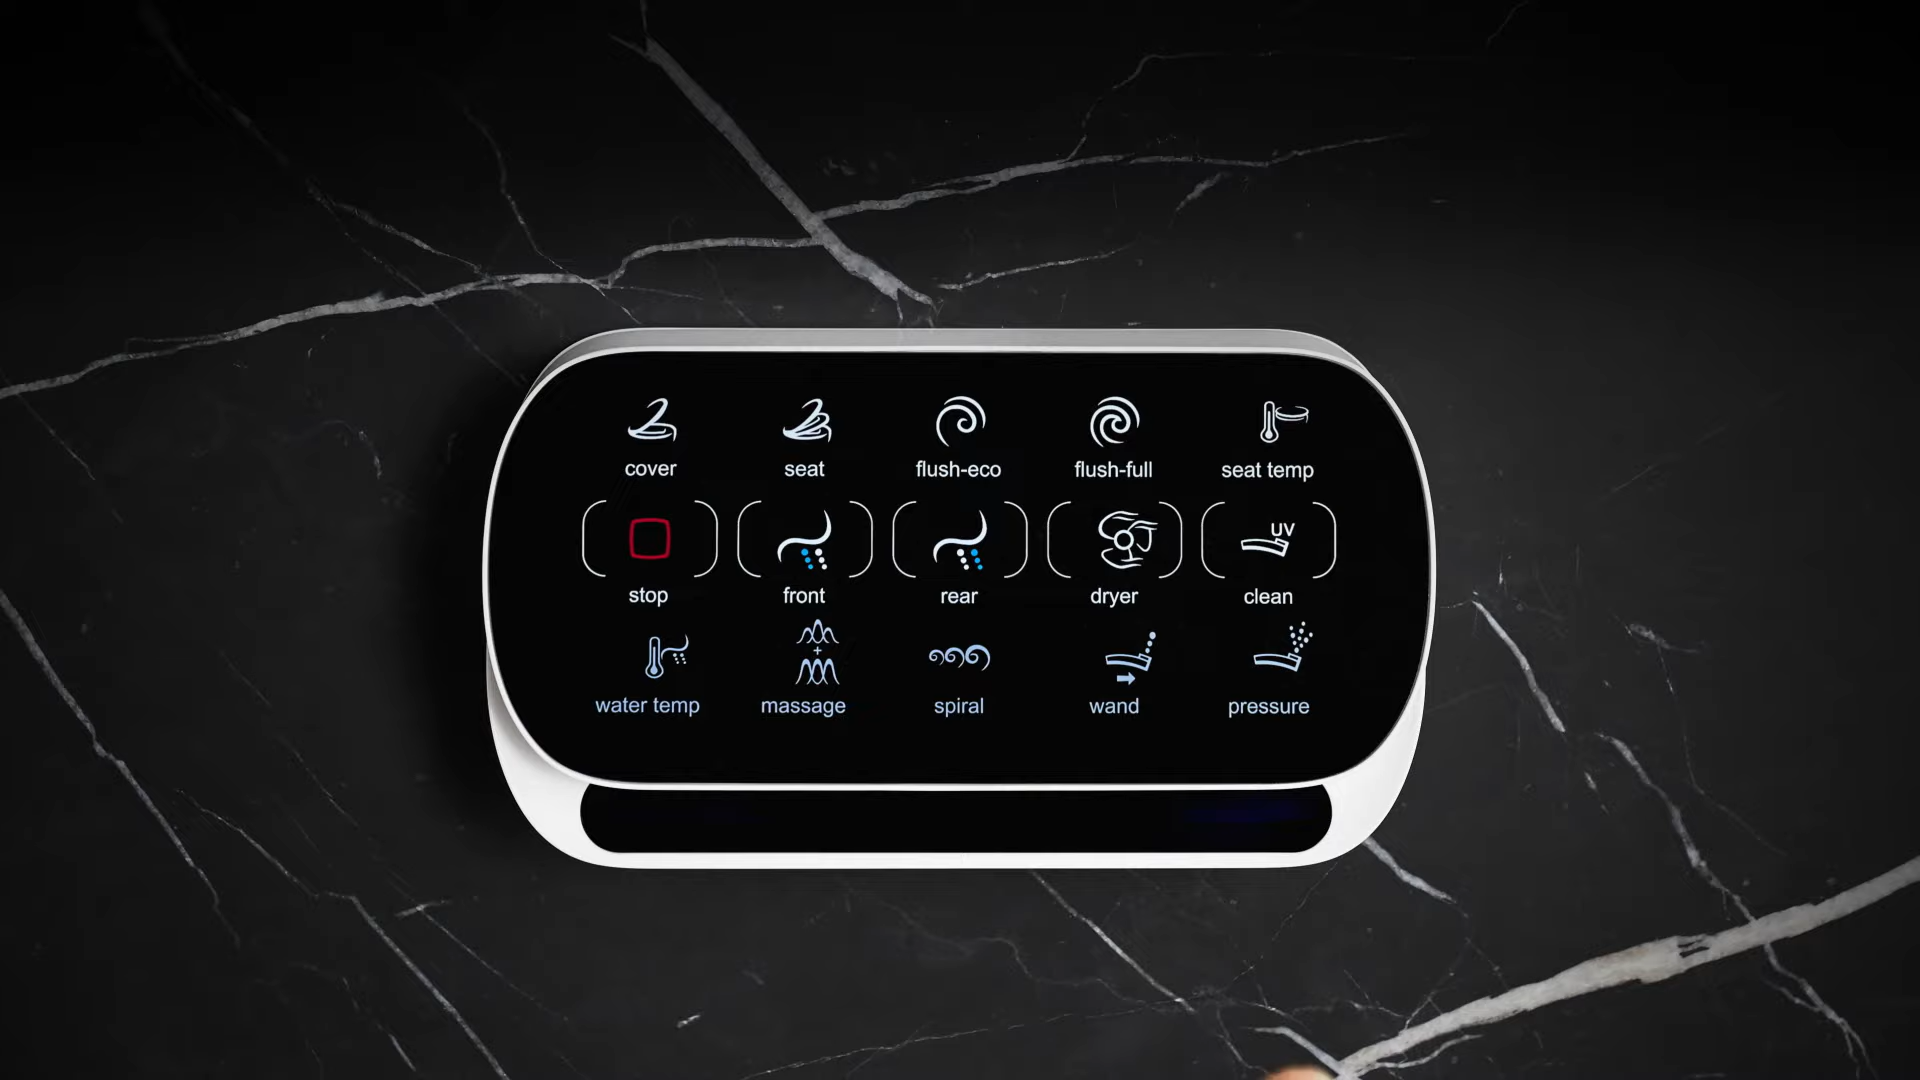 cover seat flush-eco flush-full seat temp
UV
stop front rear dryer clean
water temp massage spiral wand pressure